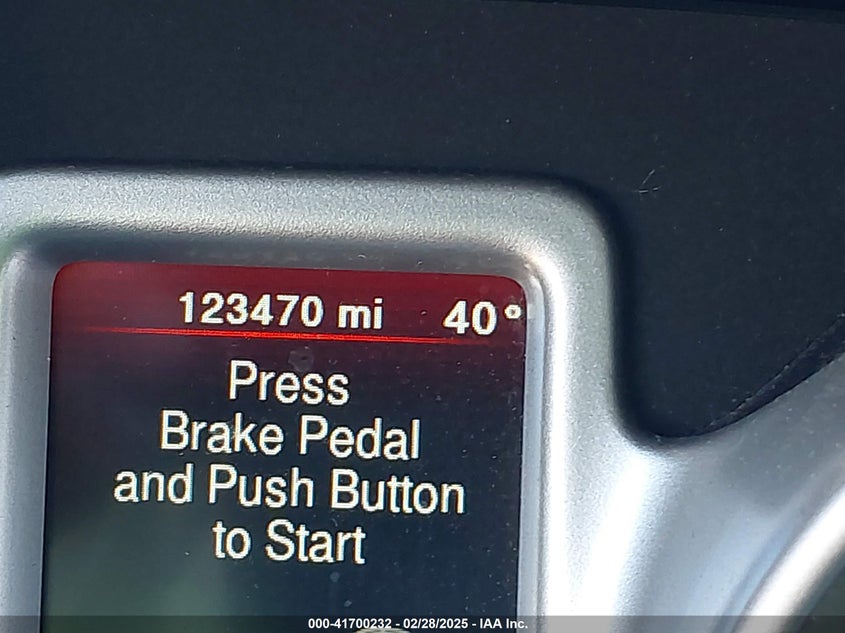 123470 mi 40°
Press
Brake Pedal
and Push Button
to Start
000-41700232 - 02/28/2025 - IAA Inc.